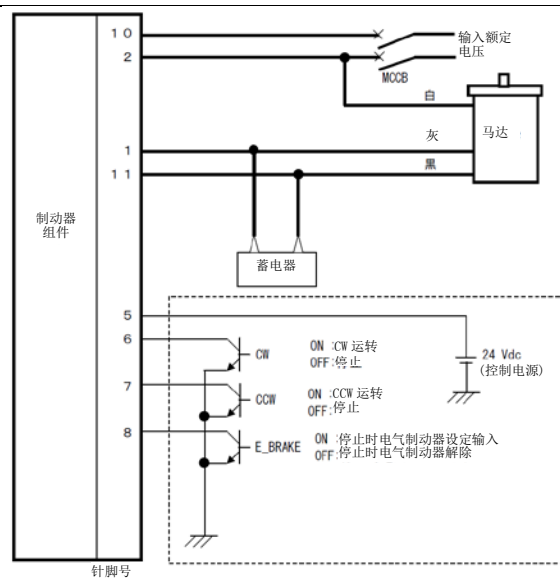 10
2
输入额定
电压
MCCB
白
灰
马达
1
黑
11
制动器
组件
蓄电器
5
6
CW
ON :CW 运转
OFF:停止
24 Vdc
(控制电源)
7
CCW
ON :CCW 运转
OFF:停止
8
E_BRAKE
ON :停止时电气制动器设定输入
OFF:停止时电气制动器解除
针脚号